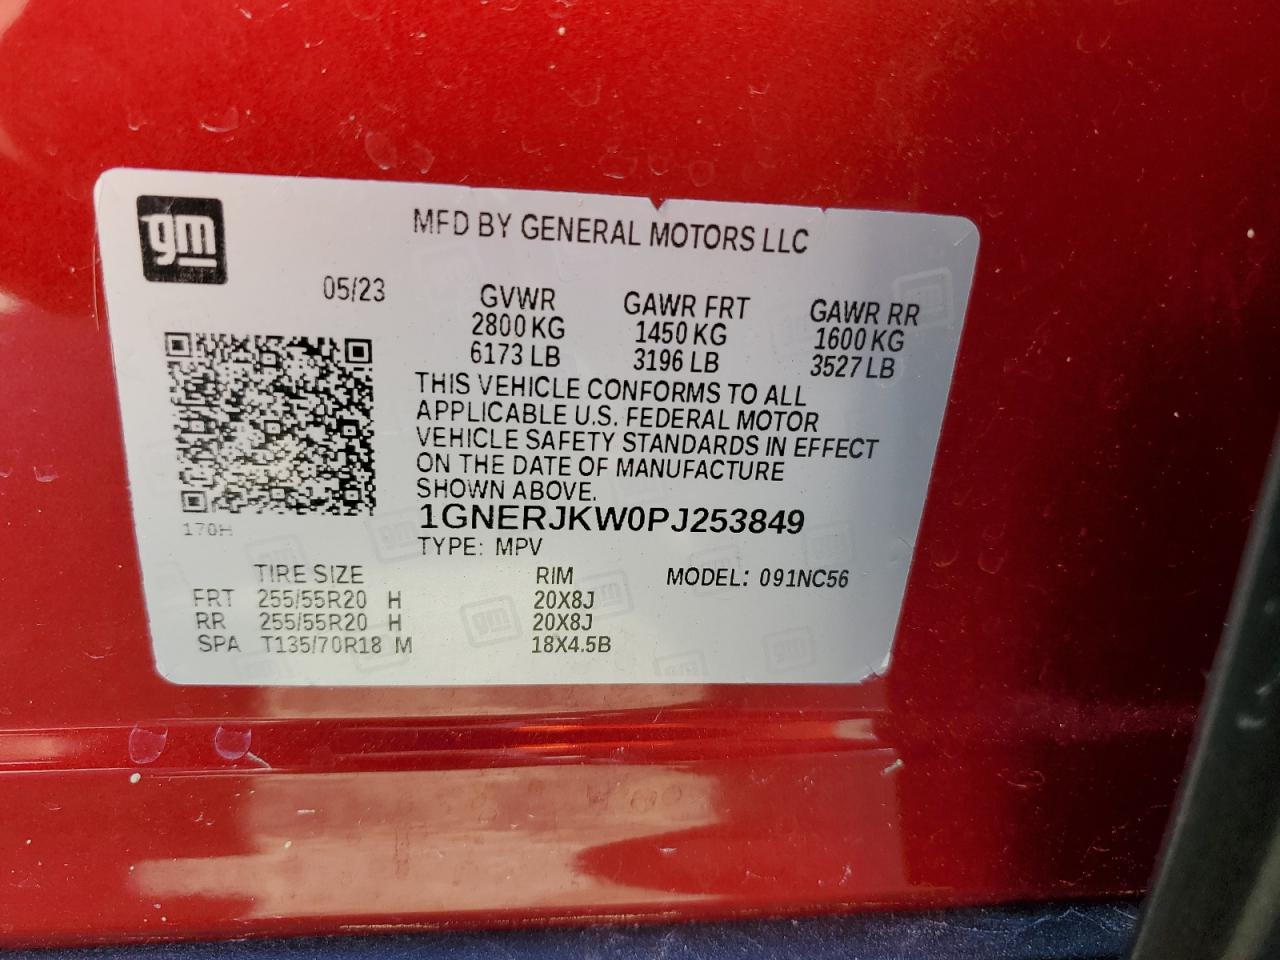 gm
MFD BY GENERAL MOTORS LLC
05/23
GVWR GAWR FRT GAWR RR
2800 KG 1450 KG 1600 KG
6173 LB 3196 LB 3527 LB
THIS VEHICLE CONFORMS TO ALL
APPLICABLE U.S. FEDERAL MOTOR
VEHICLE SAFETY STANDARDS IN EFFECT
ON THE DATE OF MANUFACTURE
SHOWN ABOVE.
1GNERJKW0PJ253849
170H
TYPE: MPV
TIRE SIZE RIM MODEL: 091NC56
FRT 255/55R20 H 20X8J
RR 255/55R20 H 20X8J
SPA T135/70R18 M 18X4.5B